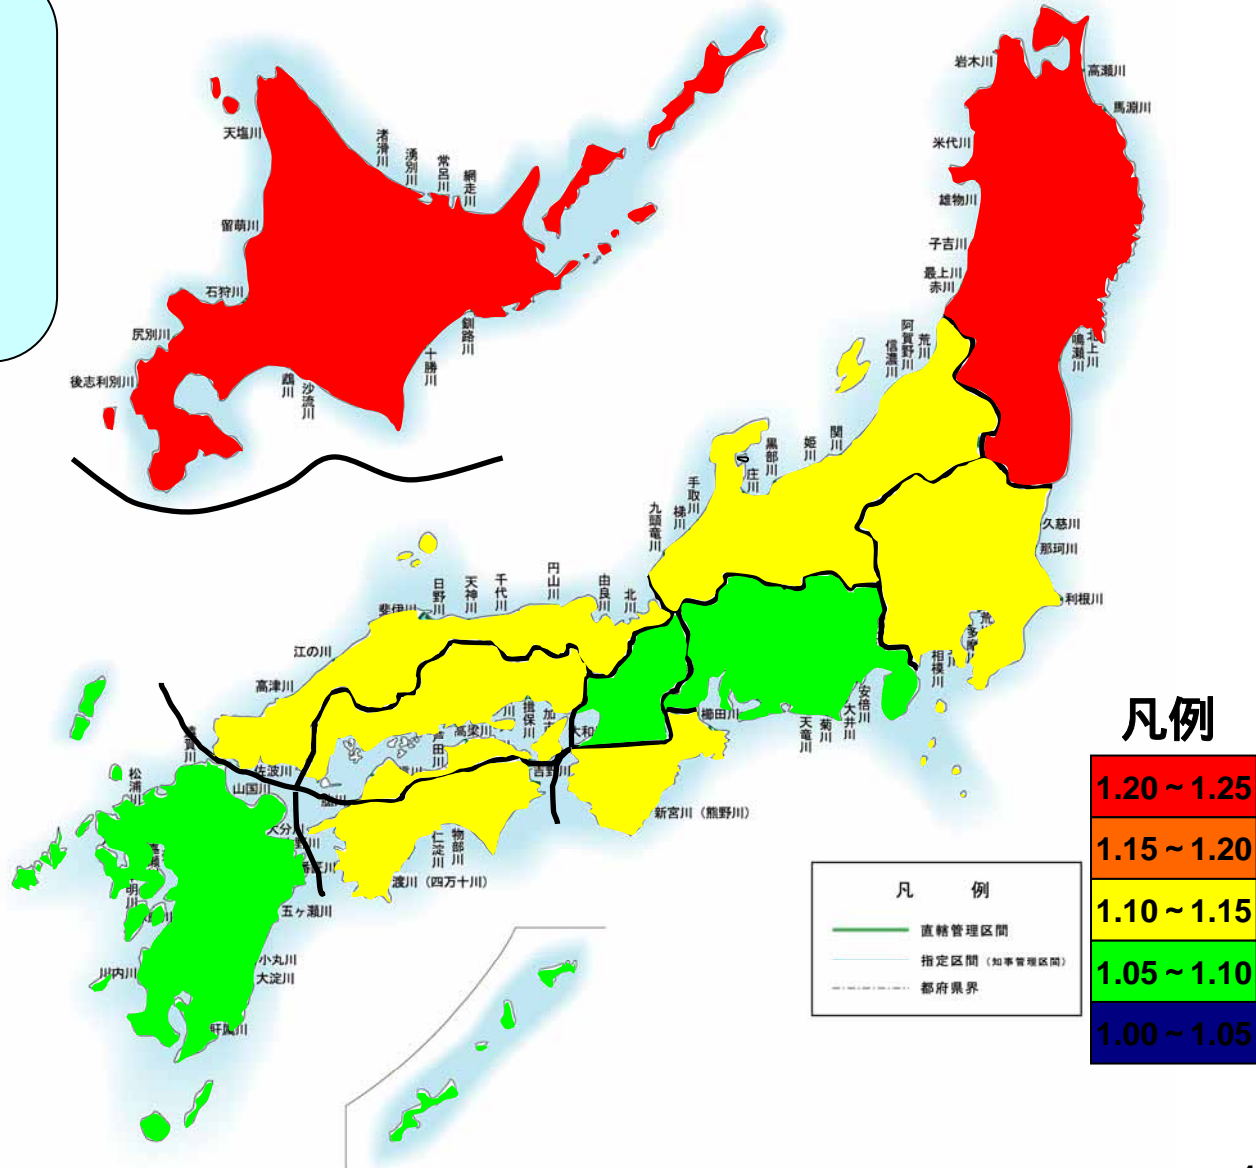 岩木川
高瀬川
馬淵川
米代川
雄物川
子吉川
最上川
赤川
北上川
鳴瀬川
天塩川
渚滑川
湧別川
常呂川
網走川
留萌川
石狩川
尻別川
後志利別川
鵡川
沙流川
十勝川
釧路川
荒川
阿賀野川
信濃川
関川
姫川
黒部川
庄川
手取川
梯川
九頭竜川
久慈川
那珂川
利根川
荒
多摩川
相模川
安倍川
大井川
菊川
天竜川
櫛田川
北川
由良川
円山川
千代川
天神川
日野川
斐伊川
江の川
高津川
佐波川
芦田川
高梁川
揖保川
加古
大和
吉野川
新宮川(熊野川)
物部川
仁淀川
渡川(四万十川)
遠賀川
山国川
松浦川
大分川
野川
番匠川
五ヶ瀬川
小丸川
大淀川
川内川
肝属川
凡例
1.20~1.25
1.15~1.20
1.10~1.15
1.05~1.10
1.00~1.05
凡 例
直轄管理区間
指定区間(知事管理区間)
都府県界